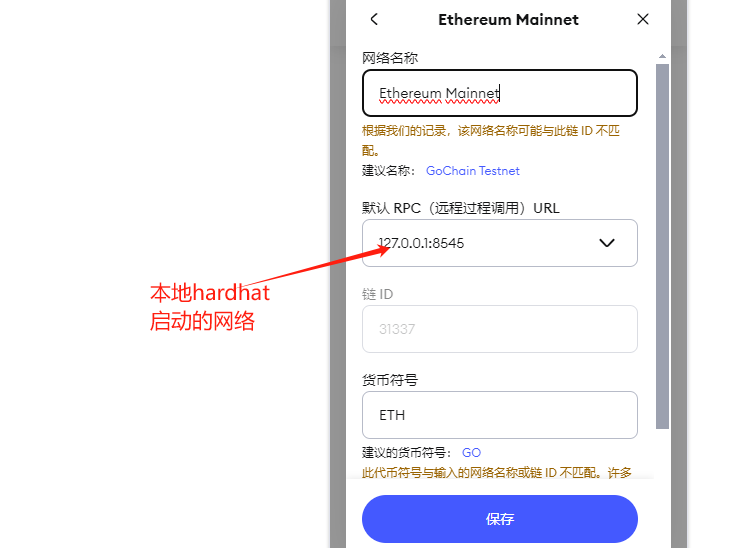 Ethereum Mainnet
网络名称
Ethereum Mainnet
根据我们的记录，该网络名称可能与此链 ID 不匹
配。
建议名称： GoChain Testnet
默认 RPC（远程过程调用）URL
127.0.0.1:8545
本地hardhat
启动的网络
链 ID
31337
货币符号
ETH
建议的货币符号： GO
此代币符号与输入的网络名称或链 ID 不匹配。许多
保存